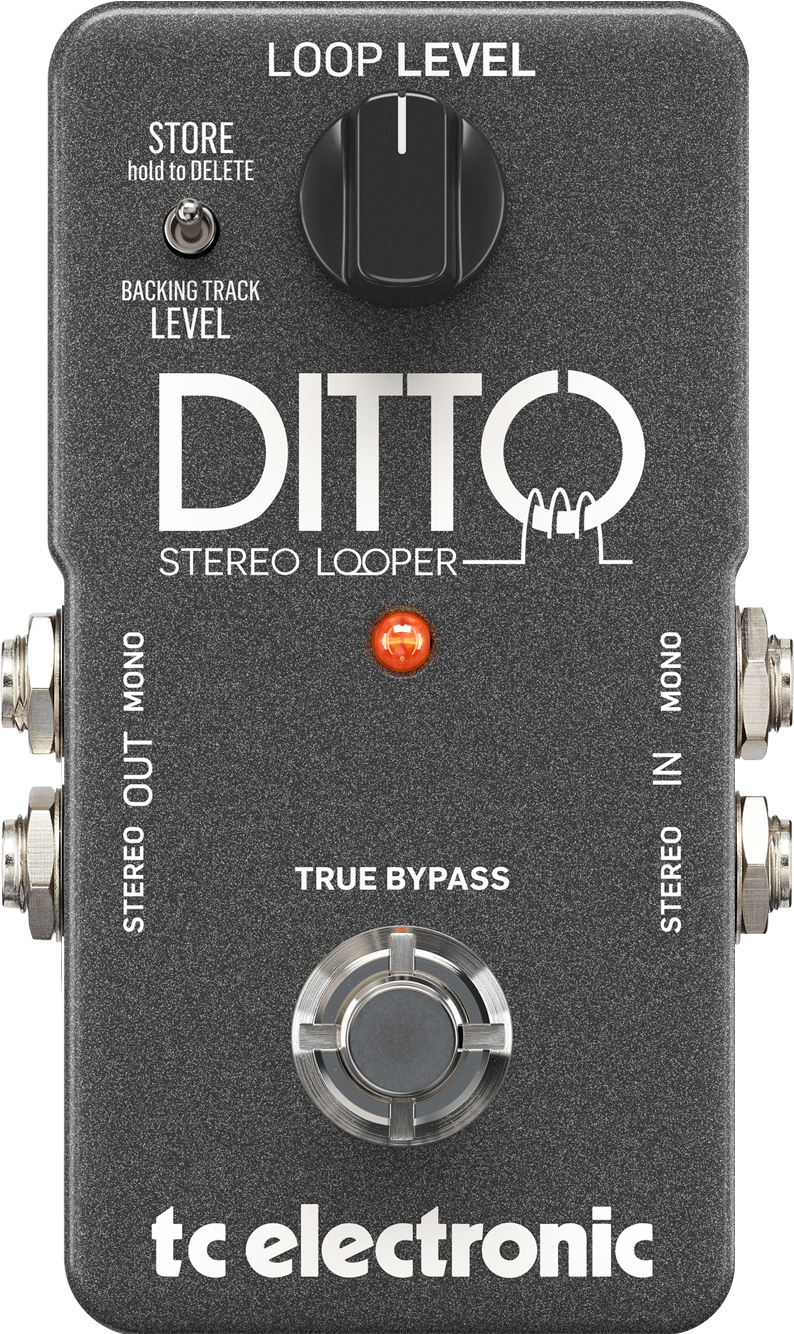 LOOP LEVEL
STORE
hold to DELETE
BACKING TRACK
LEVEL
DITTO
STEREO LOOPER
STEREO OUT MONO
STEREO IN MONO
TRUE BYPASS
tc electronic